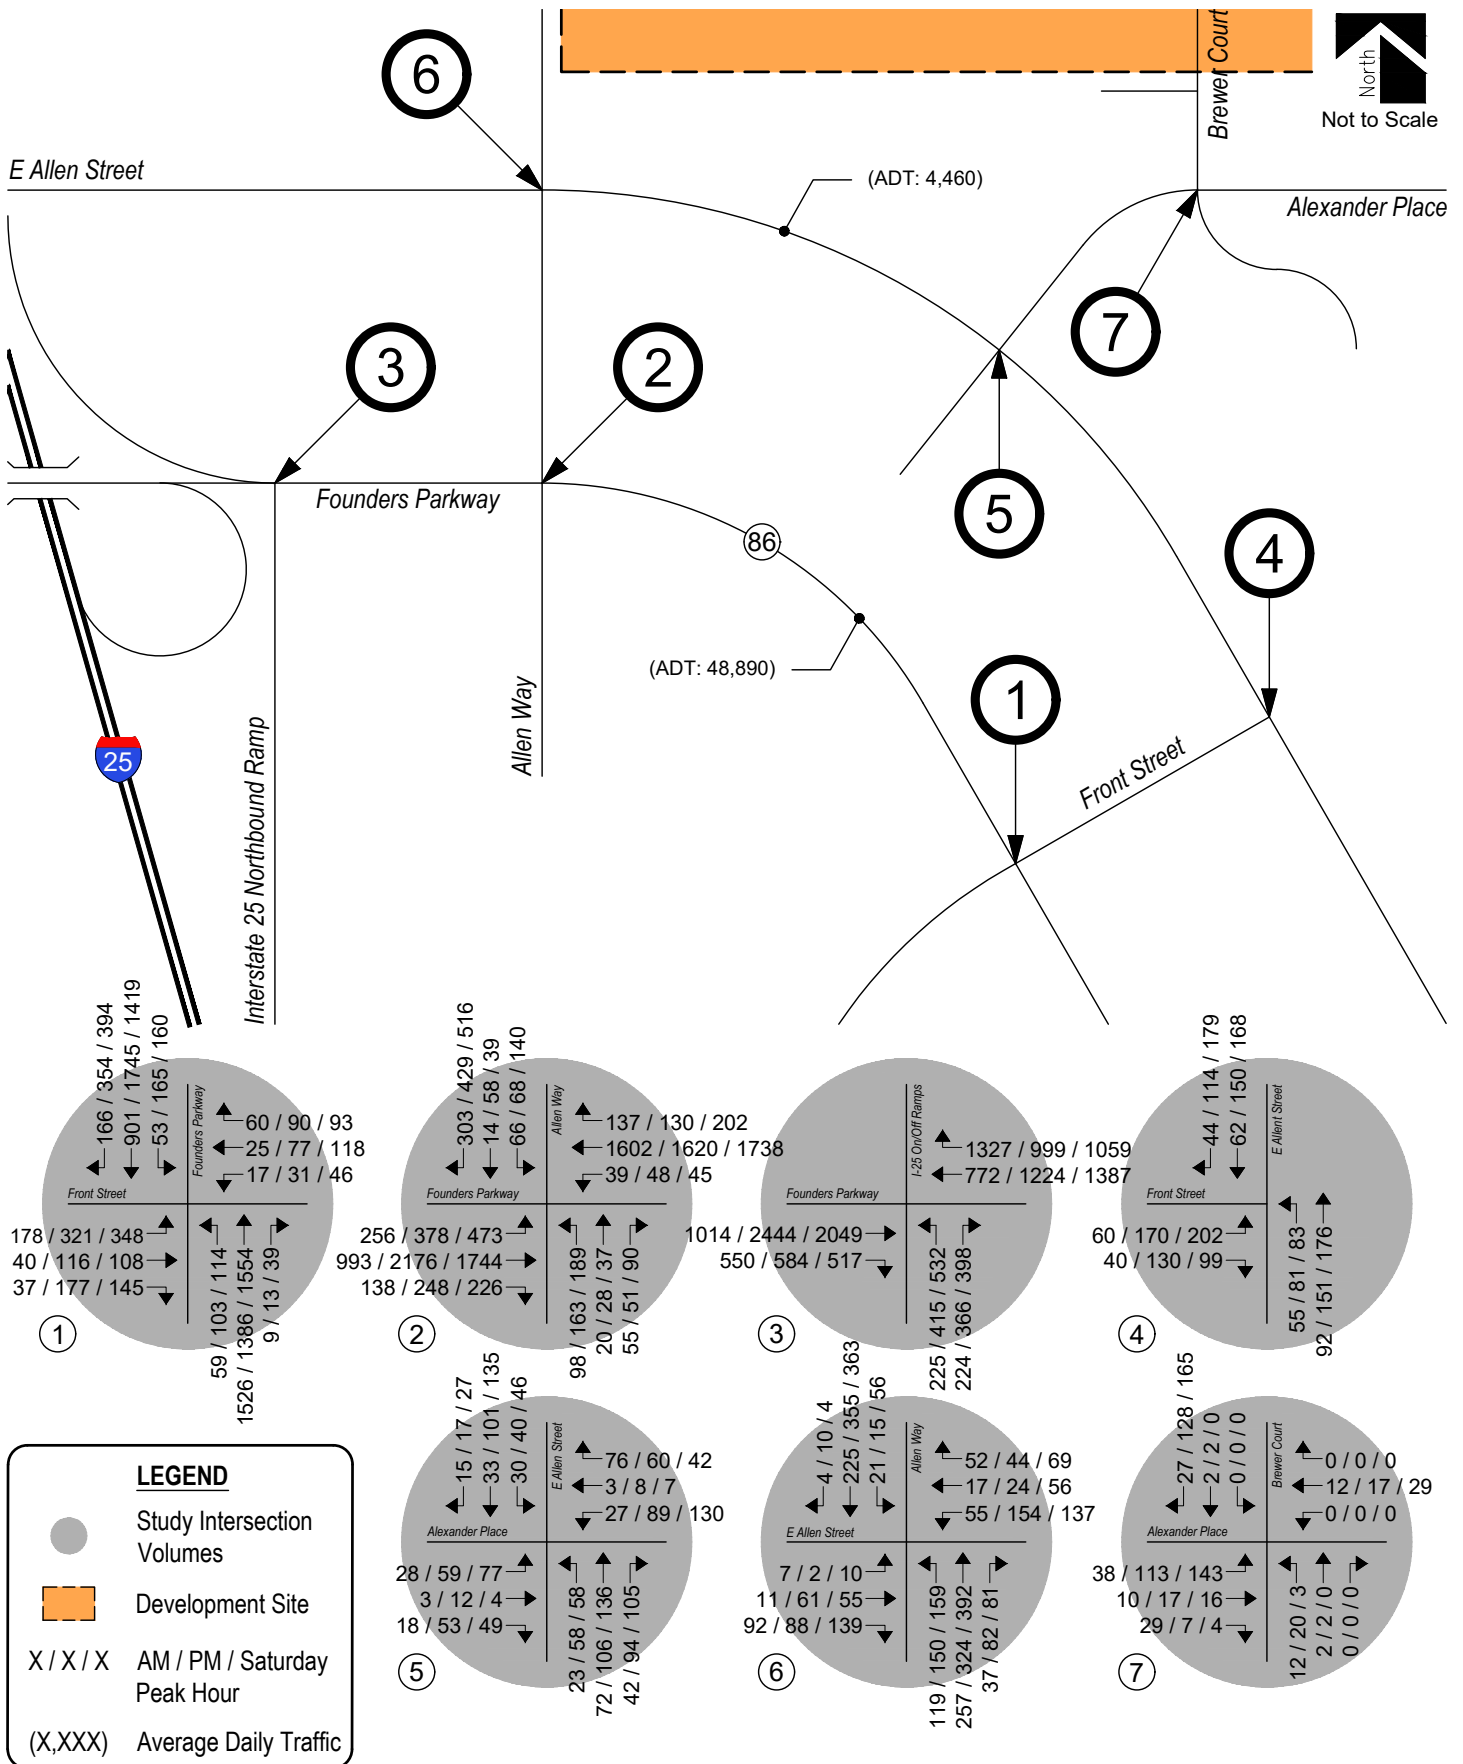 6
Brewer Court
North
Not to Scale
E Allen Street
(ADT: 4,460)
Alexander Place
7
3
2
5
4
Founders Parkway
86
(ADT: 48,890)
1
Allen Way
Front Street
25
Interstate 25 Northbound Ramp
166 / 354 / 394
901 / 1745 / 1419
53 / 165 / 160
Founders Parkway
60 / 90 / 93
25 / 77 / 118
17 / 31 / 46
Front Street
178 / 321 / 348
40 / 116 / 108
37 / 177 / 145
59 / 103 / 114
1526 / 1386 / 1554
9 / 13 / 39
1
303 / 429 / 516
14 / 58 / 39
66 / 68 / 140
Allen Way
137 / 130 / 202
1602 / 1620 / 1738
39 / 48 / 45
Founders Parkway
256 / 378 / 473
993 / 2176 / 1744
138 / 248 / 226
98 / 163 / 189
20 / 28 / 37
55 / 51 / 90
2
I-25 On/Off Ramps
1327 / 999 / 1059
772 / 1224 / 1387
Founders Parkway
1014 / 2444 / 2049
550 / 584 / 517
225 / 415 / 532
224 / 366 / 398
3
44 / 114 / 179
62 / 150 / 168
E Allent Street
Front Street
60 / 170 / 202
40 / 130 / 99
55 / 81 / 83
92 / 151 / 176
4
15 / 17 / 27
33 / 101 / 135
30 / 40 / 46
E Allen Street
76 / 60 / 42
3 / 8 / 7
27 / 89 / 130
Alexander Place
28 / 59 / 77
3 / 12 / 4
18 / 53 / 49
23 / 58 / 58
72 / 106 / 136
42 / 94 / 105
5
4 / 10 / 4
225 / 355 / 363
21 / 15 / 56
Allen Way
52 / 44 / 69
17 / 24 / 56
55 / 154 / 137
E Allen Street
7 / 2 / 10
11 / 61 / 55
92 / 88 / 139
119 / 150 / 159
257 / 324 / 392
37 / 82 / 81
6
27 / 128 / 165
2 / 2 / 0
0 / 0 / 0
Brewer Court
0 / 0 / 0
12 / 17 / 29
0 / 0 / 0
Alexander Place
38 / 113 / 143
10 / 17 / 16
29 / 7 / 4
12 / 20 / 3
2 / 2 / 0
0 / 0 / 0
7
LEGEND
Study Intersection
Volumes
Development Site
X / X / X AM / PM / Saturday
Peak Hour
(X,XXX) Average Daily Traffic